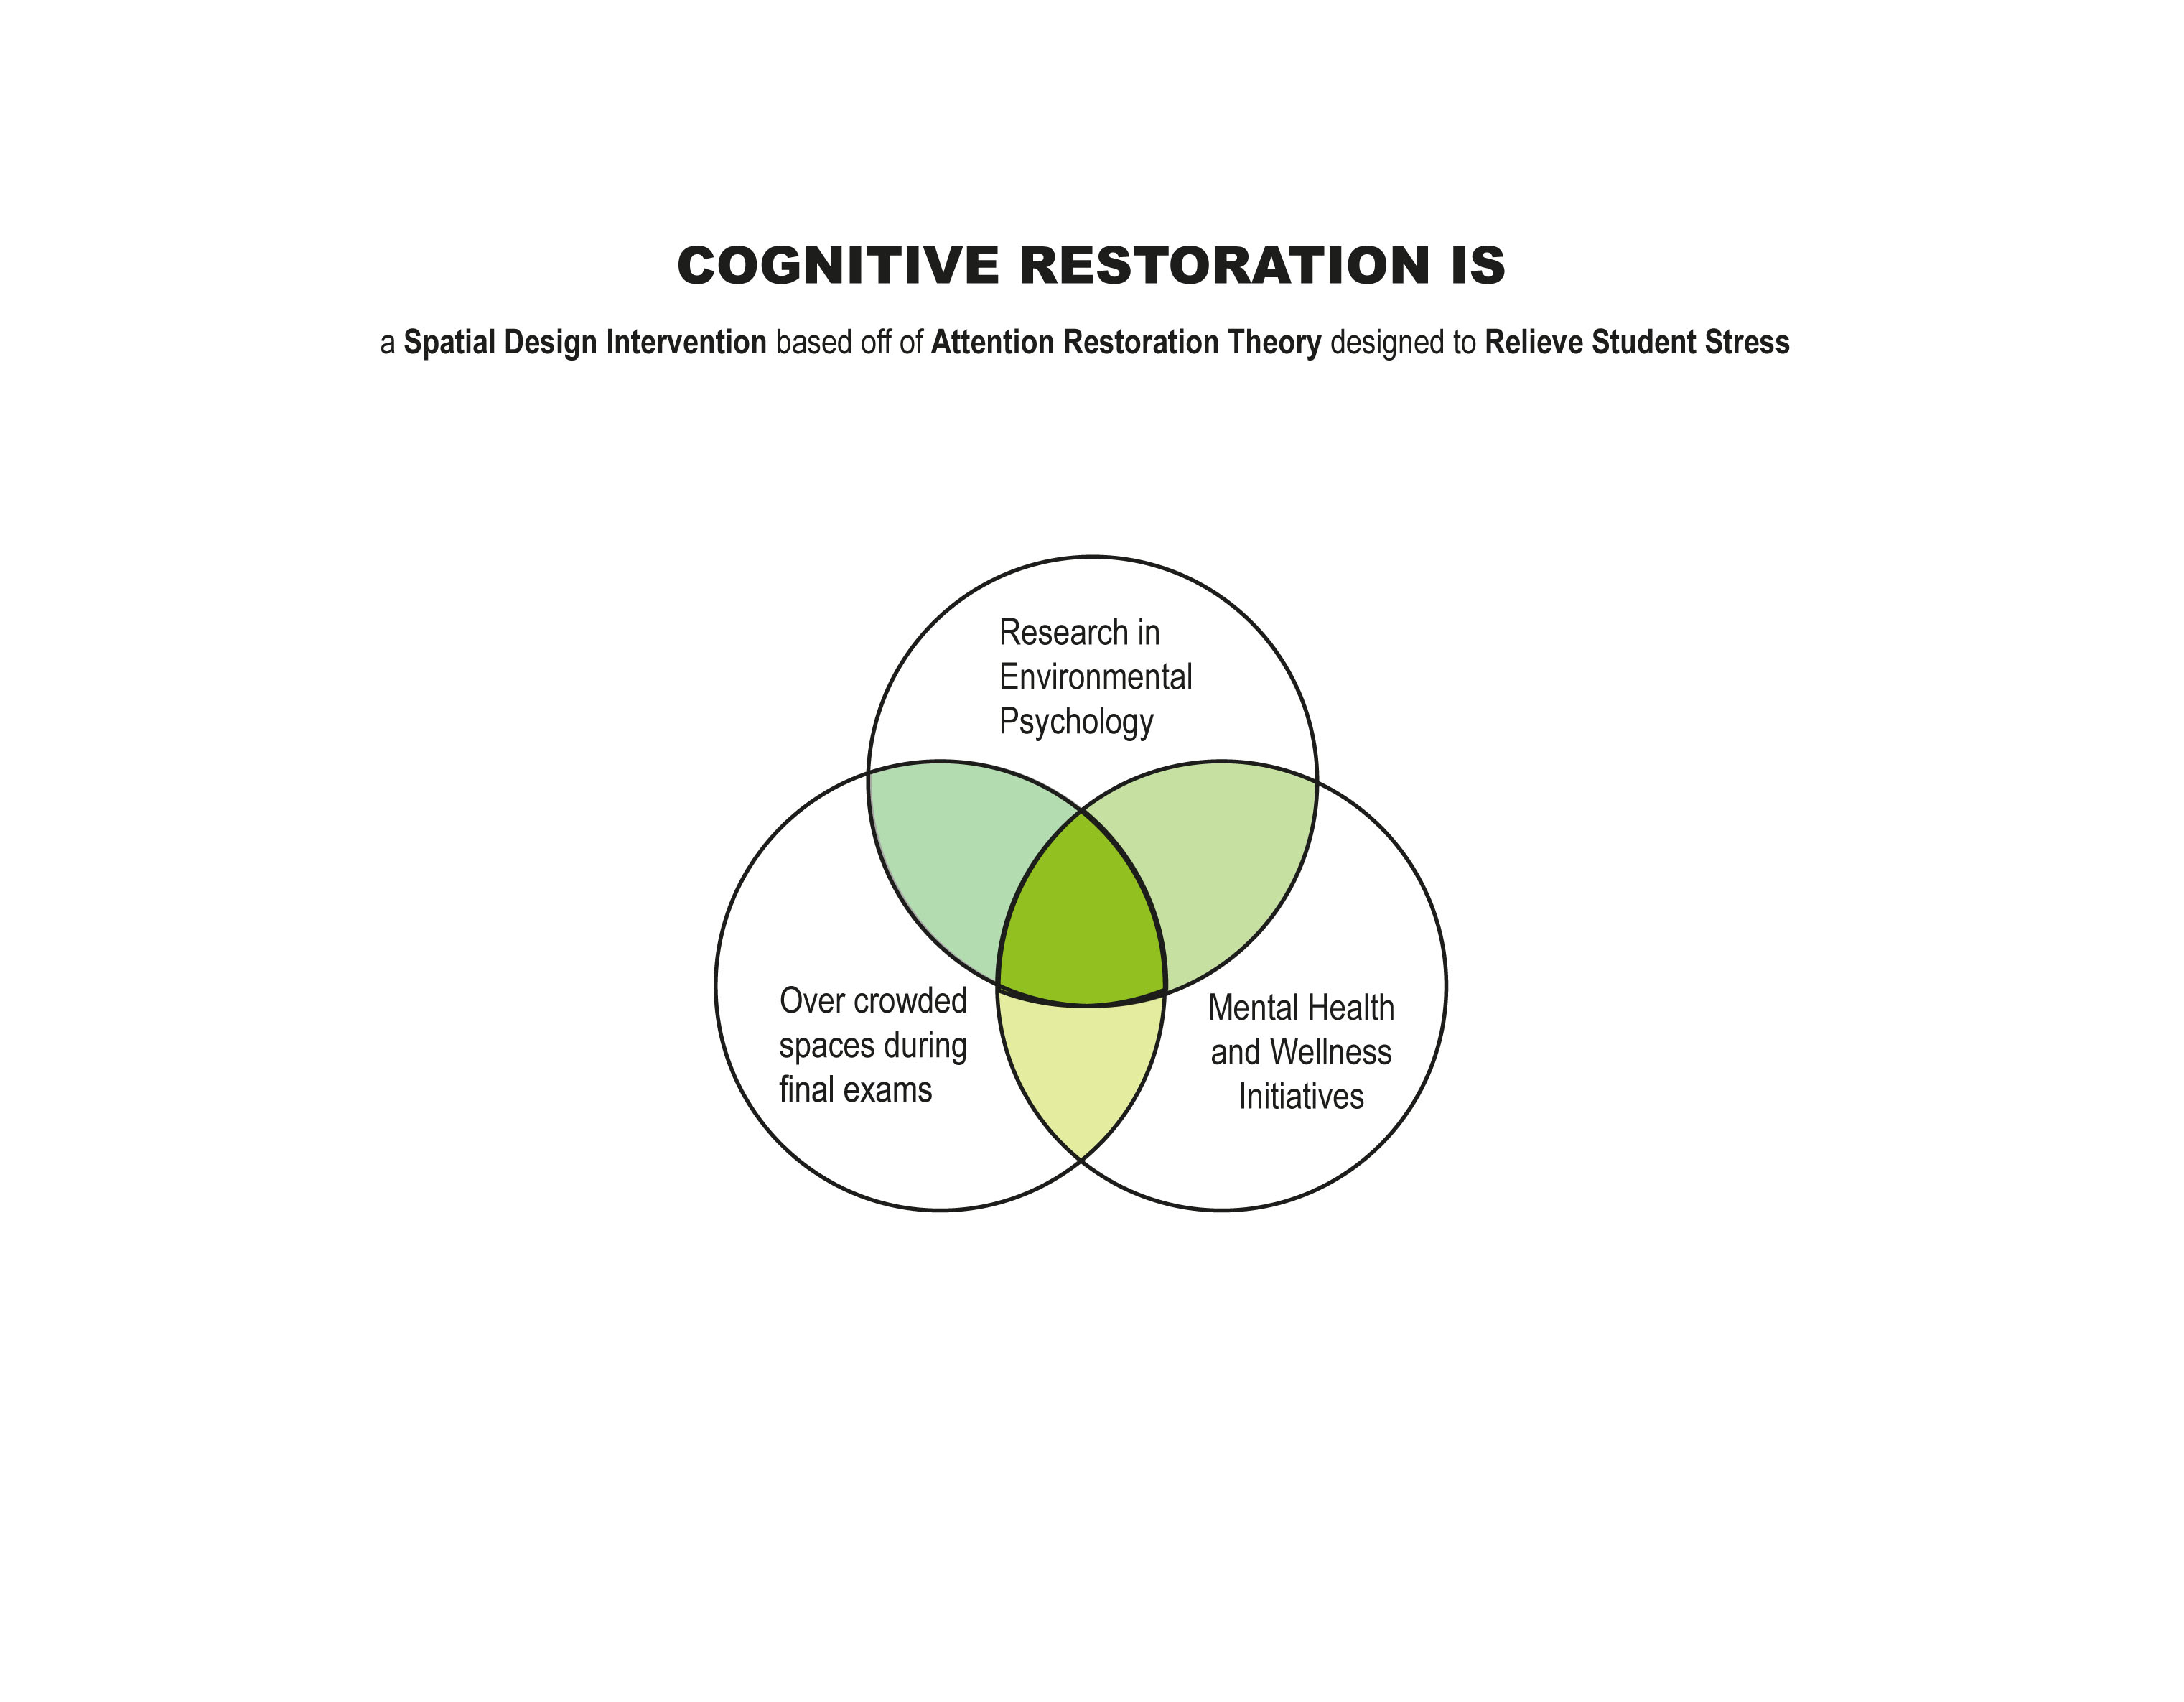 COGNITIVE RESTORATION IS
a Spatial Design Intervention based off of Attention Restoration Theory designed to Relieve Student Stress
Research in
Environmental
Psychology
Over crowded
spaces during
final exams
Mental Health
and Wellness
Initiatives